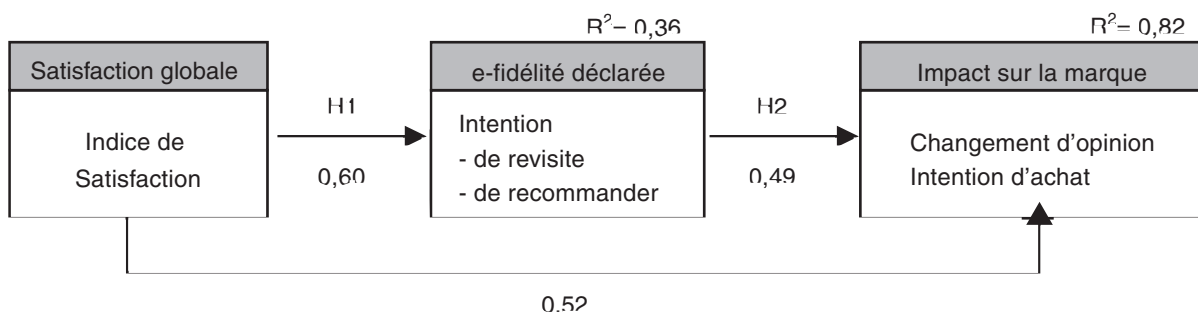 R²= 0,36
R²= 0,82
Satisfaction globale
e-fidélité déclarée
Impact sur la marque
Indice de
Satisfaction
H1
0,60
Intention
- de revisite
- de recommander
H2
0,49
Changement d'opinion
Intention d'achat
0,52